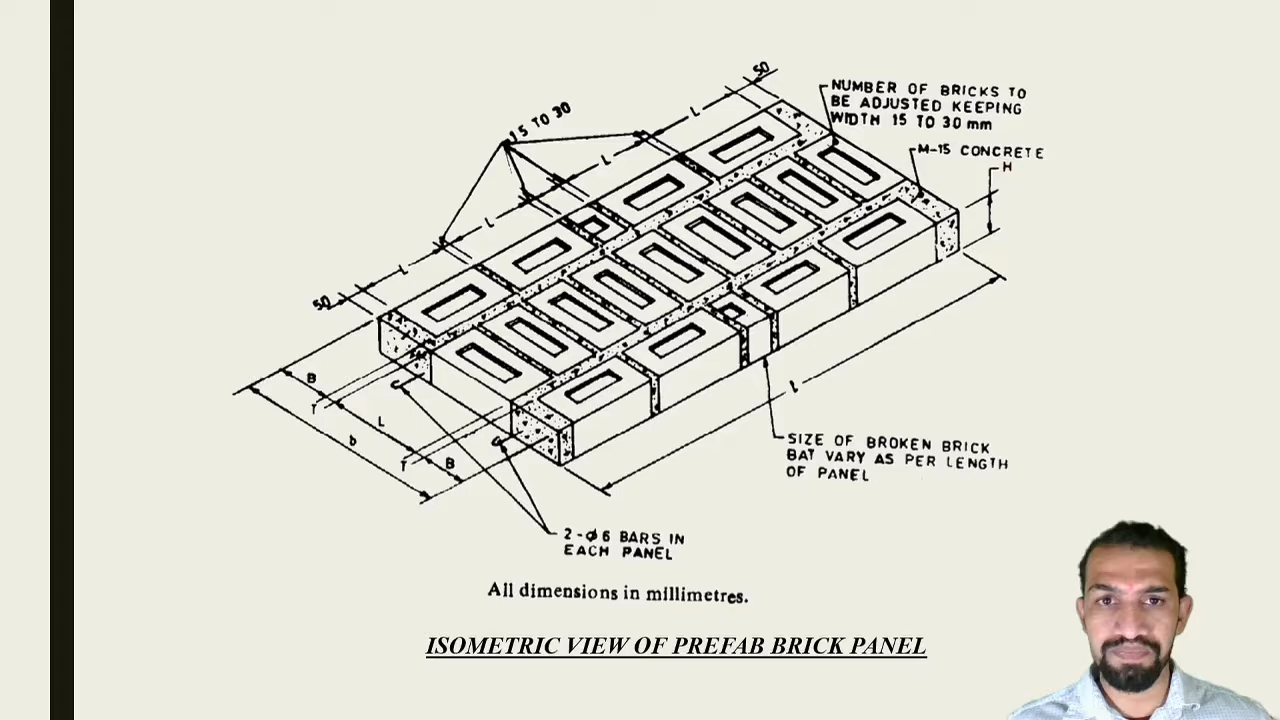 50
NUMBER OF BRICKS TO
BE ADJUSTED KEEPING
WIDTH 15 TO 30 mm
15 TO 30
L
M-15 CONCRETE
H
L
L
L
50
B
T
L
b
T
B
l
SIZE OF BROKEN BRICK
BAT VARY AS PER LENGTH
OF PANEL
2-φ6 BARS IN
EACH PANEL
All dimensions in millimetres.
ISOMETRIC VIEW OF PREFAB BRICK PANEL